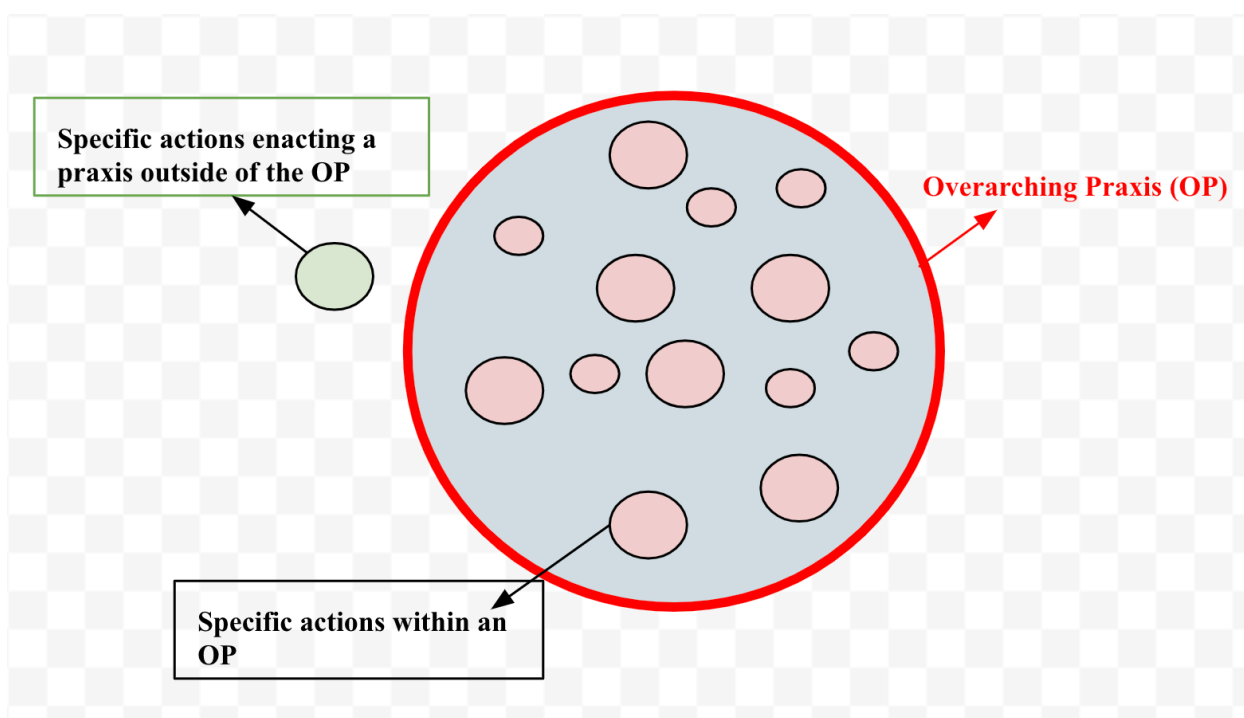 Specific actions enacting a
praxis outside of the OP
Overarching Praxis (OP)
Specific actions within an
OP